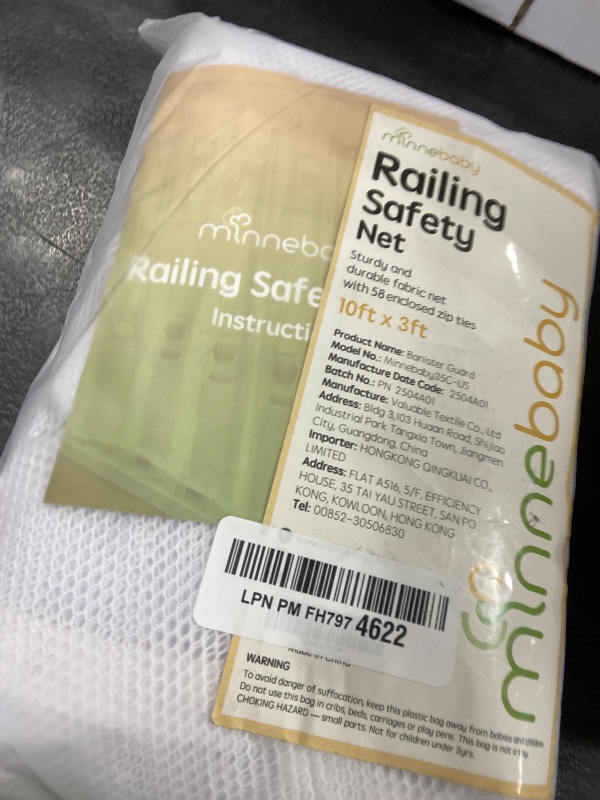 minnebaby
Railing
Safety
Net
Sturdy and
durable fabric net
with 58 enclosed zip ties
10ft x 3ft
Product Name: Banister Guard
Model No.: Minnebaby35C-US
Manufacture Date Code: 2504A01
Batch No.: PN 2504A01
Manufacture: Valuable Textile Co., Ltd
Address: Bldg 3,103 Huaan Road, Shijiao
Industrial Park Tangxia Town, Jiangmen
City, Guangdong, China
Importer: HONGKONG QINGKUAI CO.,
LIMITED
Address: FLAT A516, 5/F, EFFICIENCY
HOUSE, 35 TAI YAU STREET, SAN PO
KONG, KOWLOON, HONG KONG
Tel: 00852-30506830
LPN PM FH797 4622
Made in China
WARNING
To avoid danger of suffocation, keep this plastic bag away from babies and children
Do not use this bag in cribs, beds, carriages or play pens. This bag is not a toy
CHOKING HAZARD — small parts. Not for children under 3yrs.
minnebaby
minneba
Railing Safe
Instructi